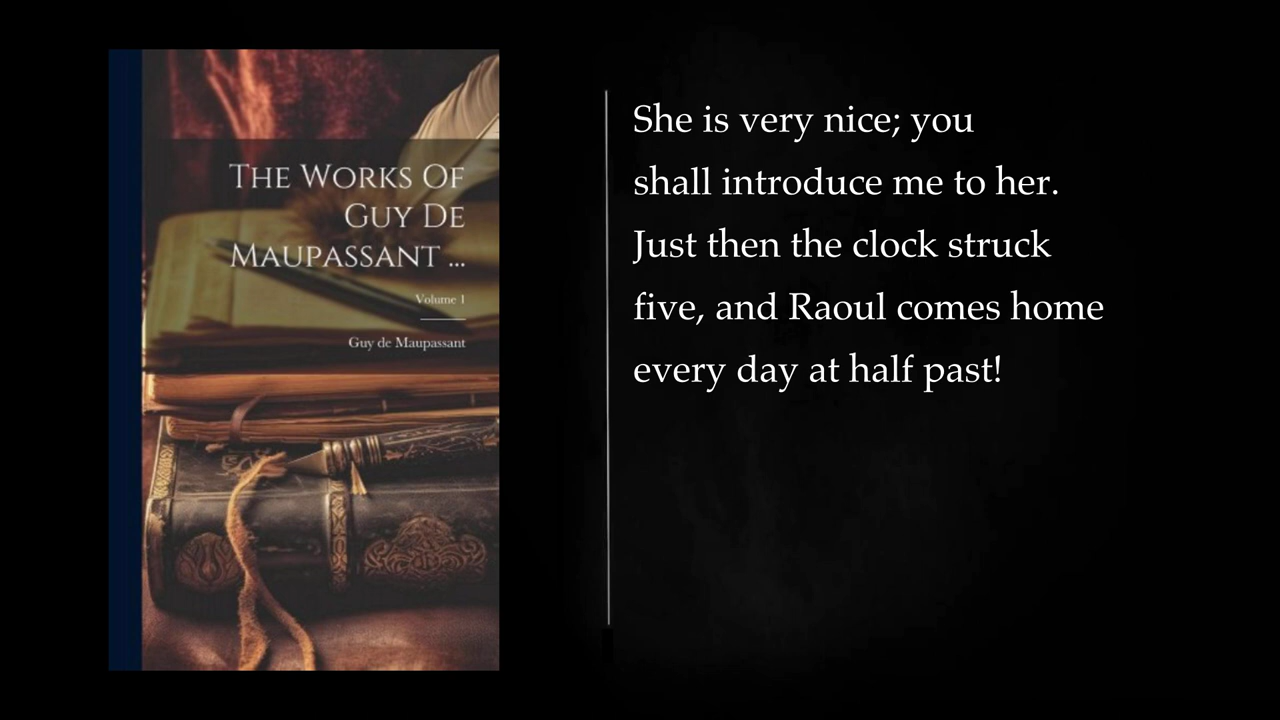 The Works Of
Guy De
Maupassant ...
Volume 1
Guy de Maupassant
She is very nice; you
shall introduce me to her.
Just then the clock struck
five, and Raoul comes home
every day at half past!